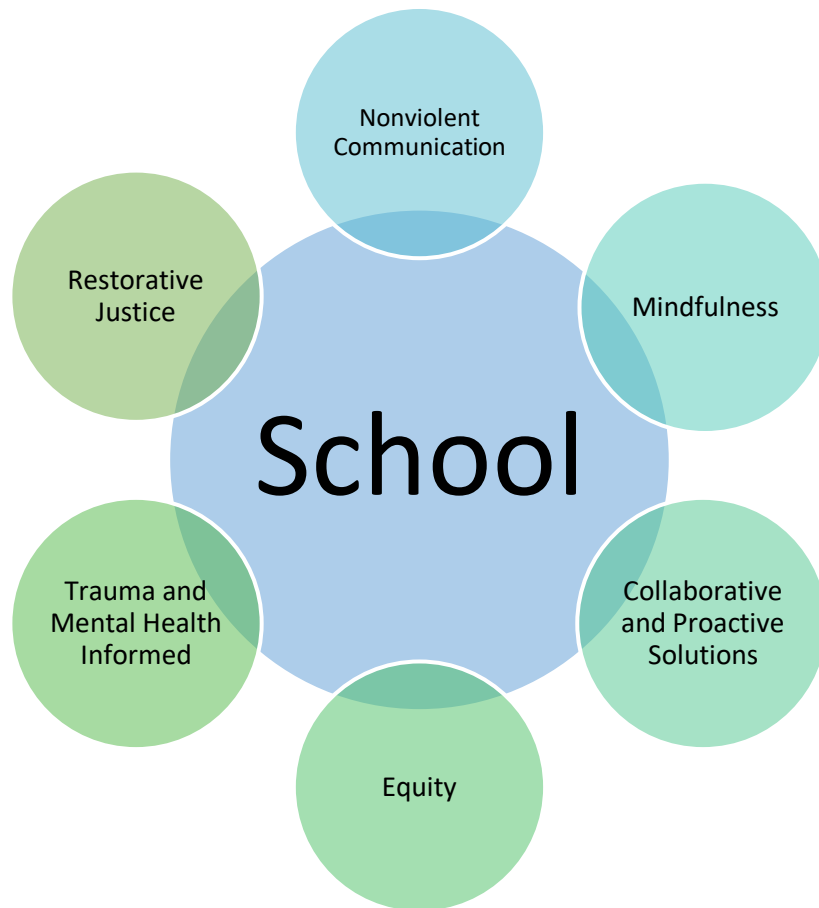 Nonviolent
Communication
Restorative
Justice
Mindfulness
School
Trauma and
Mental Health
Informed
Collaborative
and Proactive
Solutions
Equity